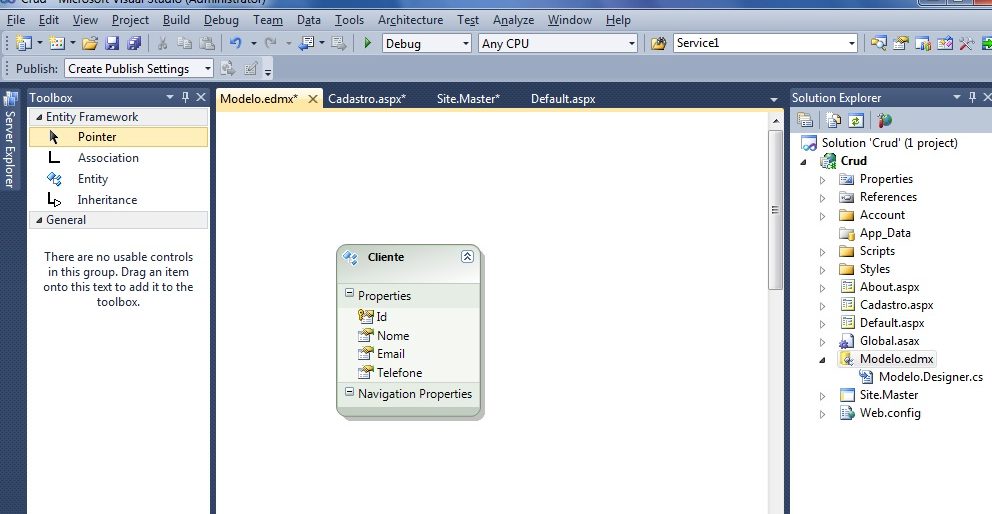 Crud - Microsoft Visual Studio (Administrator)
File Edit View Project Build Debug Team Data Tools Architecture Test Analyze Window Help
Debug Any CPU Service1
Publish: Create Publish Settings
Server Explorer
Toolbox
Entity Framework
Pointer
Association
Entity
Inheritance
General
There are no usable controls
in this group. Drag an item
onto this text to add it to the
toolbox.
Modelo.edmx* Cadastro.aspx* Site.Master* Default.aspx
Cliente
Properties
Id
Nome
Email
Telefone
Navigation Properties
Solution Explorer
Solution 'Crud' (1 project)
Crud
Properties
References
Account
App_Data
Scripts
Styles
About.aspx
Cadastro.aspx
Default.aspx
Global.asax
Modelo.edmx
Modelo.Designer.cs
Site.Master
Web.config